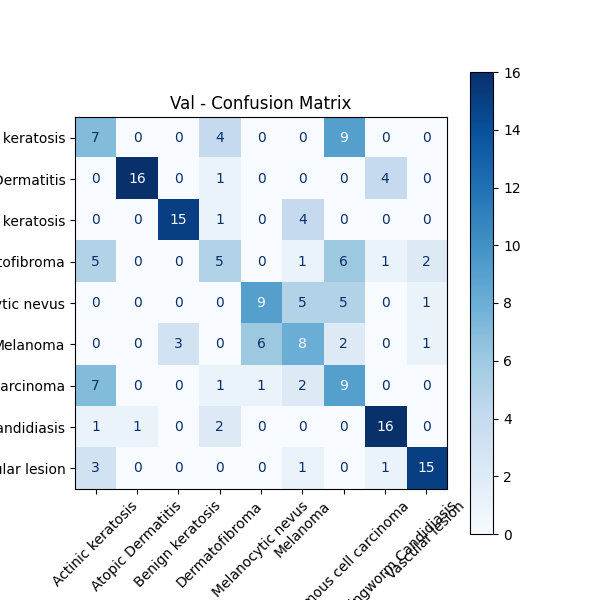 Val - Confusion Matrix
keratosis 7 0 0 4 0 0 9 0 0
Dermatitis 0 16 0 1 0 0 0 4 0
keratosis 0 0 15 1 0 4 0 0 0
tofibroma 5 0 0 5 0 1 6 1 2
tic nevus 0 0 0 0 9 5 5 0 1
Melanoma 0 0 3 0 6 8 2 0 1
arcinoma 7 0 0 1 1 2 9 0 0
andidiasis 1 1 0 2 0 0 0 16 0
ular lesion 3 0 0 0 0 1 0 1 15
Actinic keratosis
Atopic Dermatitis
Benign keratosis
Dermatofibroma
Melanocytic nevus
Melanoma
mous cell carcinoma
ingworm Candidiasis
Vascular lesion
16
14
12
10
8
6
4
2
0